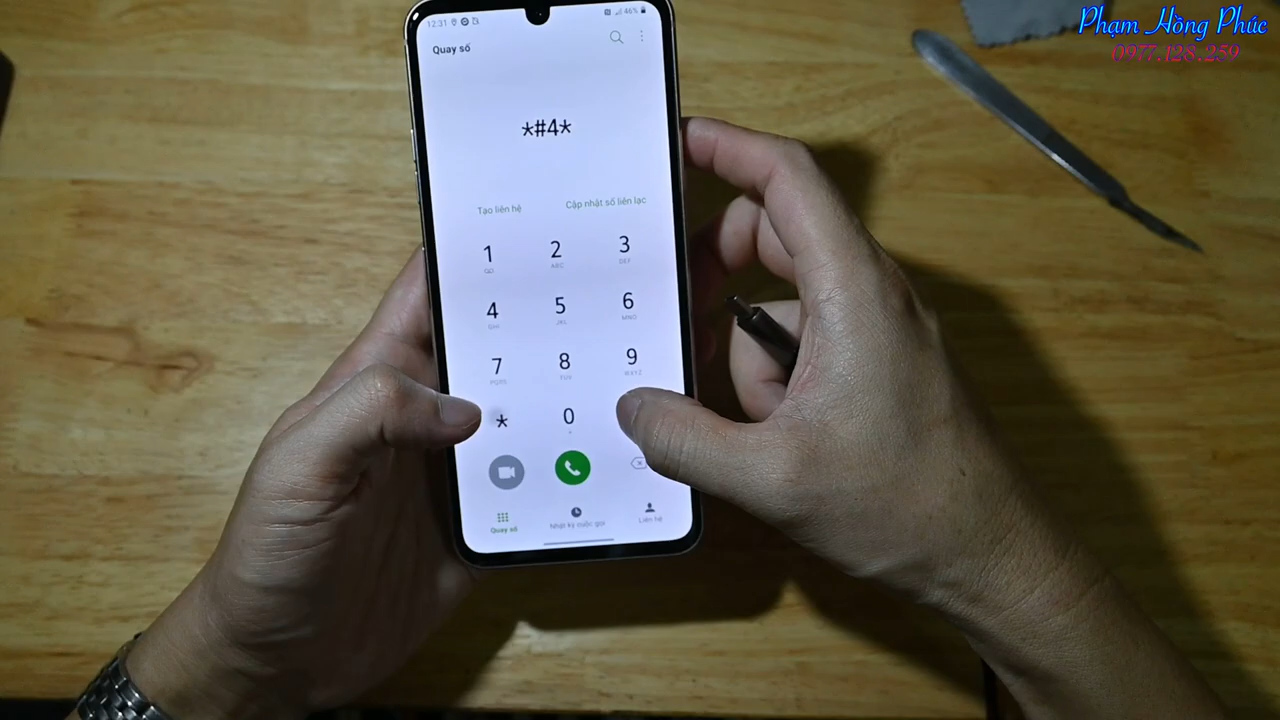 Phạm Hồng Phúc
0977.128.259
12:31
46%
Quay số
*#4*
Tạo liên hệ
Cập nhật số liên lạc
1
2
ABC
3
DEF
4
GHI
5
JKL
6
MNO
7
PQRS
8
TUV
9
WXYZ
*
0
+
Quay số
Nhật ký cuộc gọi
Liên hệ